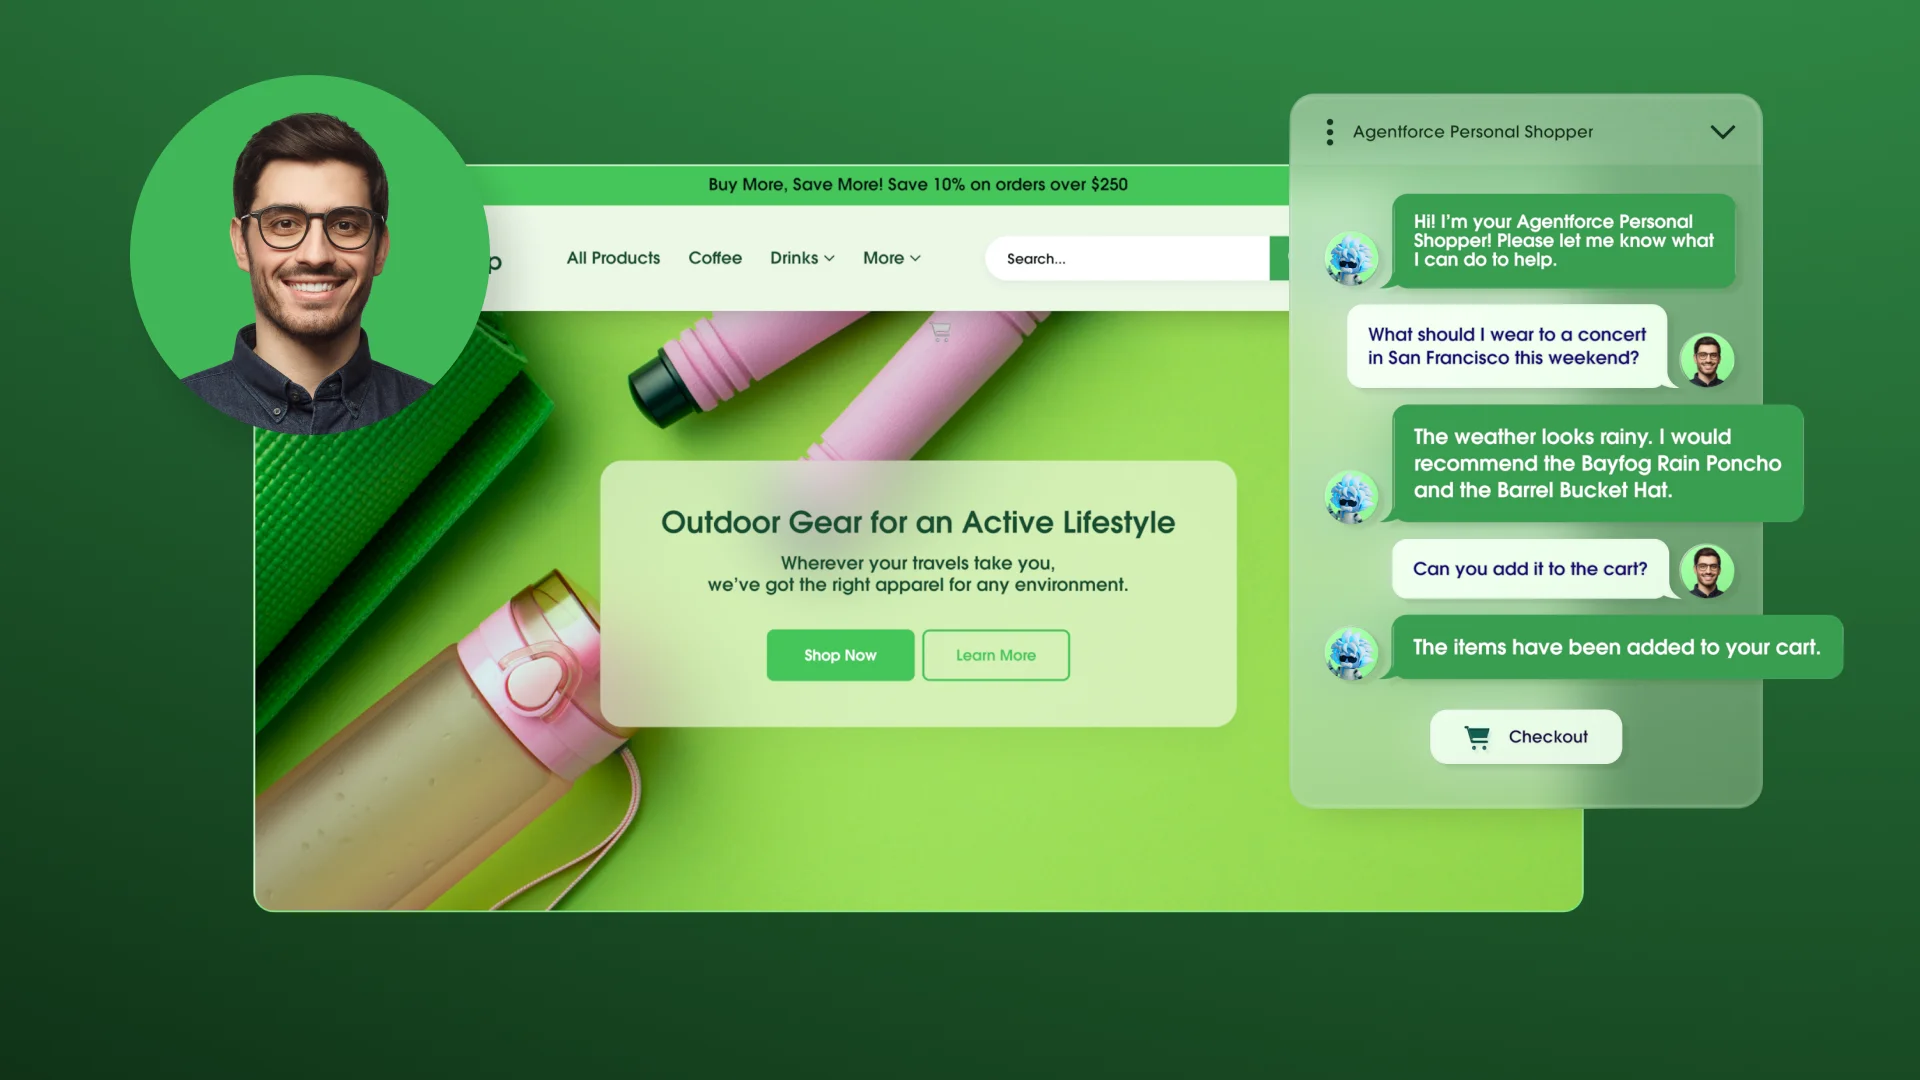 Buy More, Save More! Save 10% on orders over $250
p
All Products
Coffee
Drinks
More
Search...
Outdoor Gear for an Active Lifestyle
Wherever your travels take you,
we've got the right apparel for any environment.
Shop Now
Learn More
Agentforce Personal Shopper
Hi! I'm your Agentforce Personal
Shopper! Please let me know what
I can do to help.
What should I wear to a concert
in San Francisco this weekend?
The weather looks rainy. I would
recommend the Bayfog Rain Poncho
and the Barrel Bucket Hat.
Can you add it to the cart?
The items have been added to your cart.
Checkout